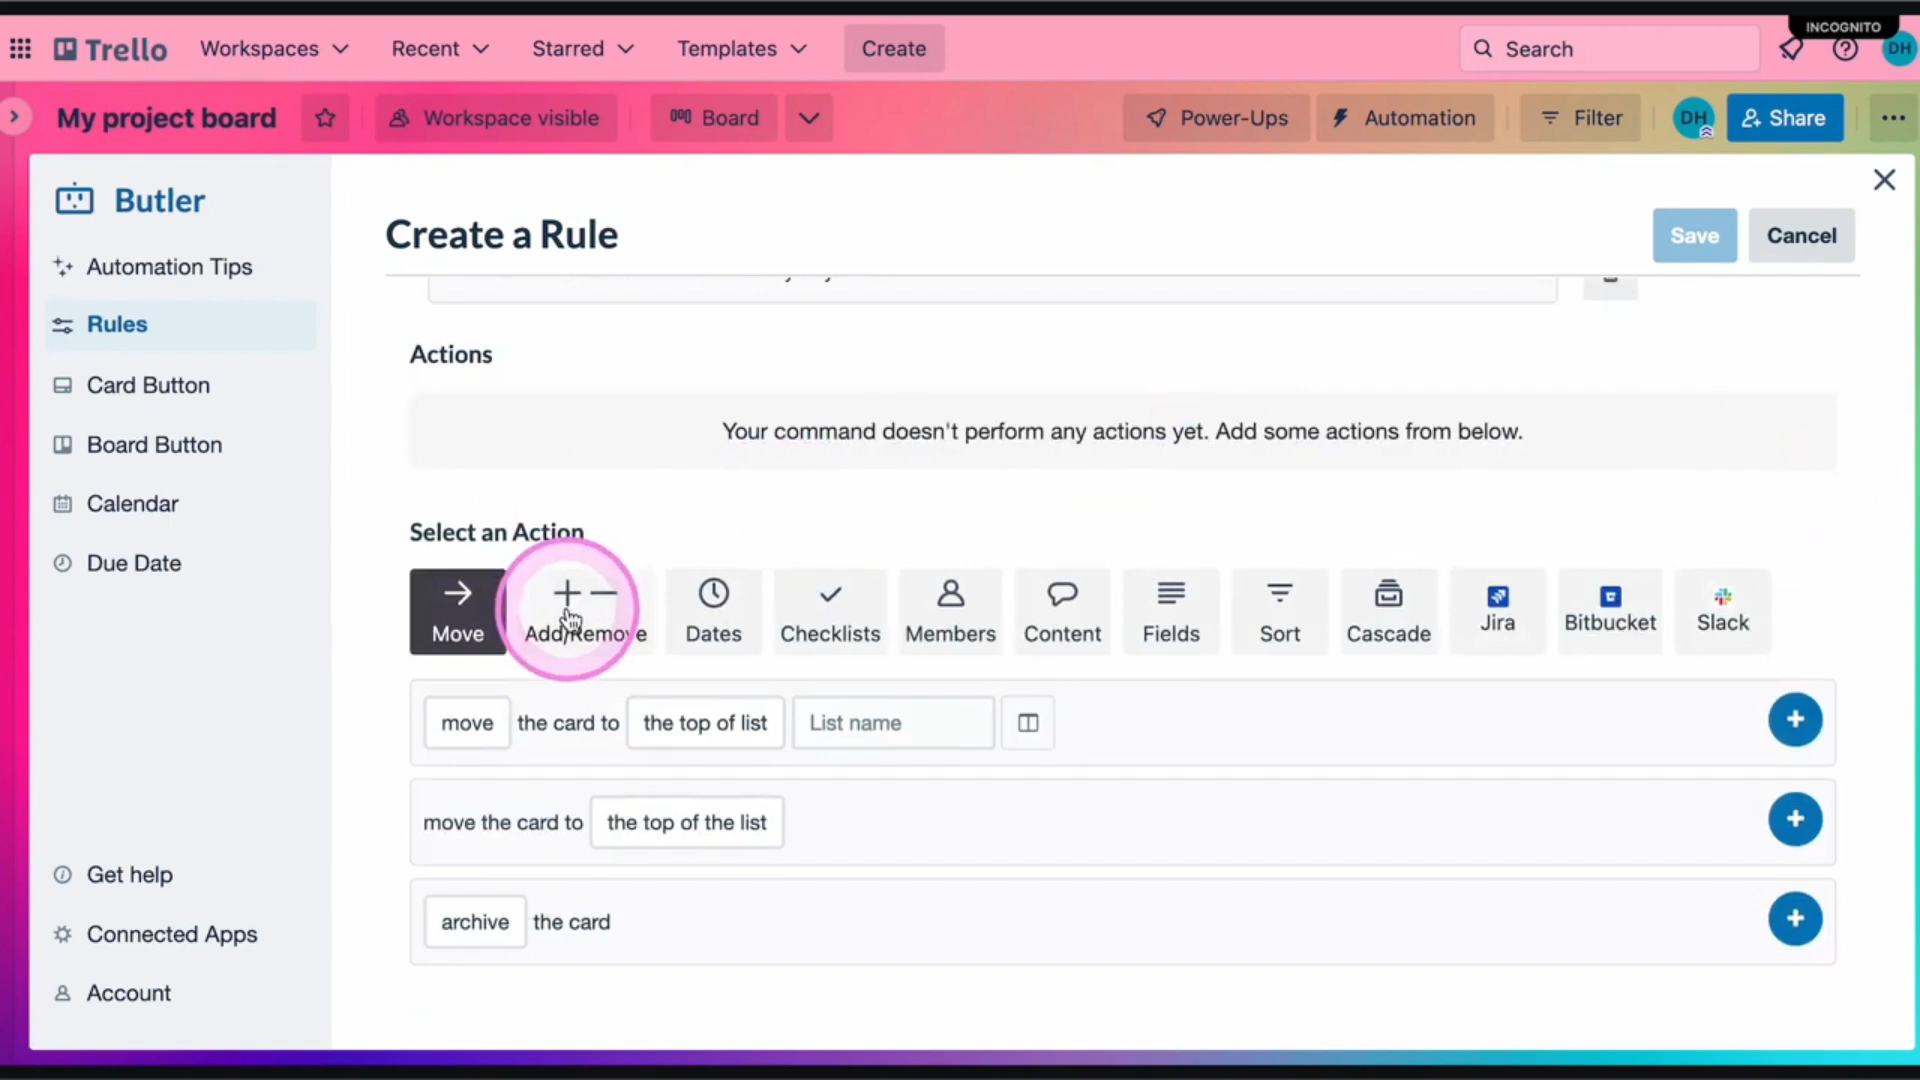 INCOGNITO
Trello Workspaces Recent Starred Templates Create Search DH
My project board Workspace visible Board Power-Ups Automation Filter DH Share
Butler
Create a Rule
Save Cancel
Automation Tips
Rules
Card Button
Board Button
Calendar
Due Date
Get help
Connected Apps
Account
Actions
Your command doesn't perform any actions yet. Add some actions from below.
Select an Action
Move Add/Remove Dates Checklists Members Content Fields Sort Cascade Jira Bitbucket Slack
move the card to the top of list List name
move the card to the top of the list
archive the card